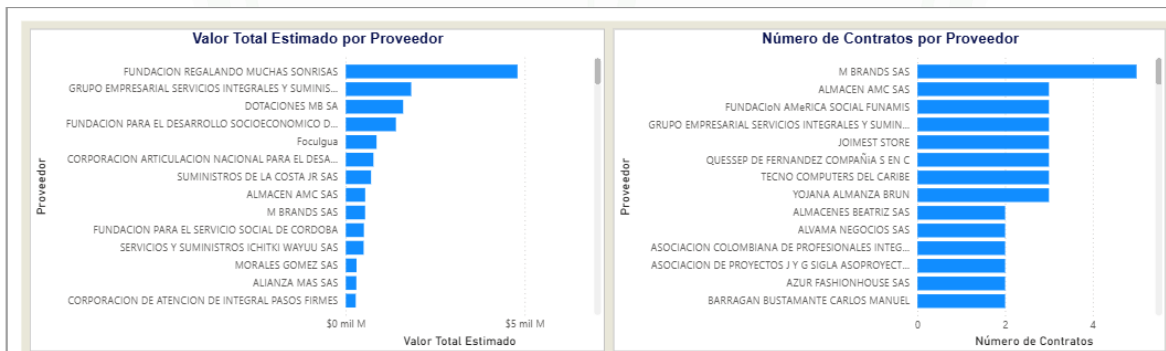 Valor Total Estimado por Proveedor
FUNDACION REGALANDO MUCHAS SONRISAS
GRUPO EMPRESARIAL SERVICIOS INTEGRALES Y SUMINIS...
DOTACIONES MB SA
FUNDACION PARA EL DESARROLLO SOCIOECONOMICO D...
Foculgua
CORPORACION ARTICULACION NACIONAL PARA EL DESA...
SUMINISTROS DE LA COSTA JR SAS
ALMACEN AMC SAS
M BRANDS SAS
FUNDACION PARA EL SERVICIO SOCIAL DE CORDOBA
SERVICIOS Y SUMINISTROS ICHITKI WAYUU SAS
MORALES GOMEZ SAS
ALIANZA MAS SAS
CORPORACION DE ATENCION DE INTEGRAL PASOS FIRMES
Proveedor
$0 mil M
$5 mil M
Valor Total Estimado
Número de Contratos por Proveedor
M BRANDS SAS
ALMACEN AMC SAS
FUNDACIoN AMeRICA SOCIAL FUNAMIS
GRUPO EMPRESARIAL SERVICIOS INTEGRALES Y SUMIN...
JOIMEST STORE
QUESSEP DE FERNANDEZ COMPAÑiA S EN C
TECNO COMPUTERS DEL CARIBE
YOJANA ALMANZA BRUN
ALMACENES BEATRIZ SAS
ALVAMA NEGOCIOS SAS
ASOCIACION COLOMBIANA DE PROFESIONALES INTEG...
ASOCIACION DE PROYECTOS J Y G SIGLA ASOPROYECT...
AZUR FASHIONHOUSE SAS
BARRAGAN BUSTAMANTE CARLOS MANUEL
Proveedor
0
2
4
Número de Contratos